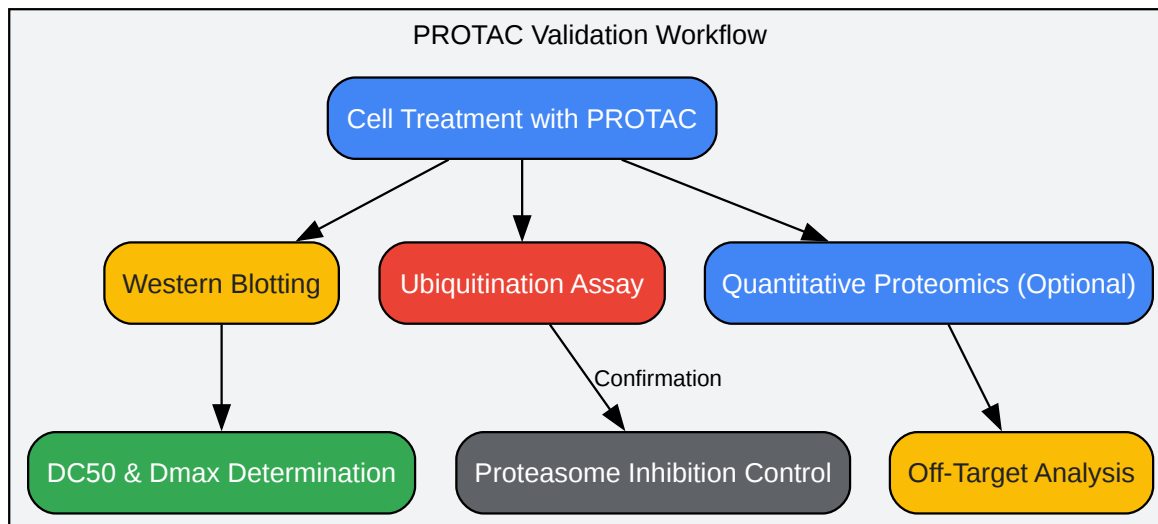 PROTAC Validation Workflow
Cell Treatment with PROTAC
Western Blotting
Ubiquitination Assay
Quantitative Proteomics (Optional)
Confirmation
DC50 & Dmax Determination
Proteasome Inhibition Control
Off-Target Analysis